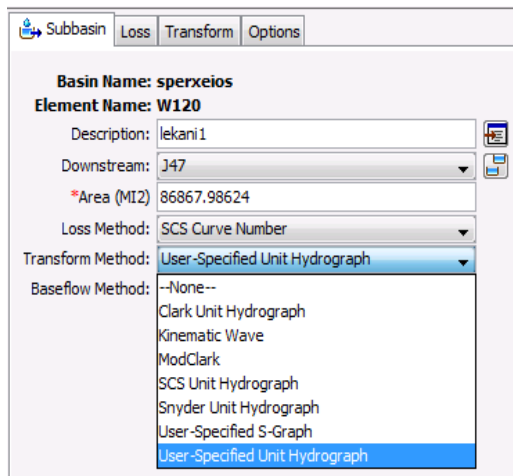 Subbasin Loss Transform Options
Basin Name: sperxeios
Element Name: W120
Description: lekani1
Downstream: J47
*Area (MI2) 86867.98624
Loss Method: SCS Curve Number
Transform Method: User-Specified Unit Hydrograph
Baseflow Method: --None--
Clark Unit Hydrograph
Kinematic Wave
ModClark
SCS Unit Hydrograph
Snyder Unit Hydrograph
User-Specified S-Graph
User-Specified Unit Hydrograph